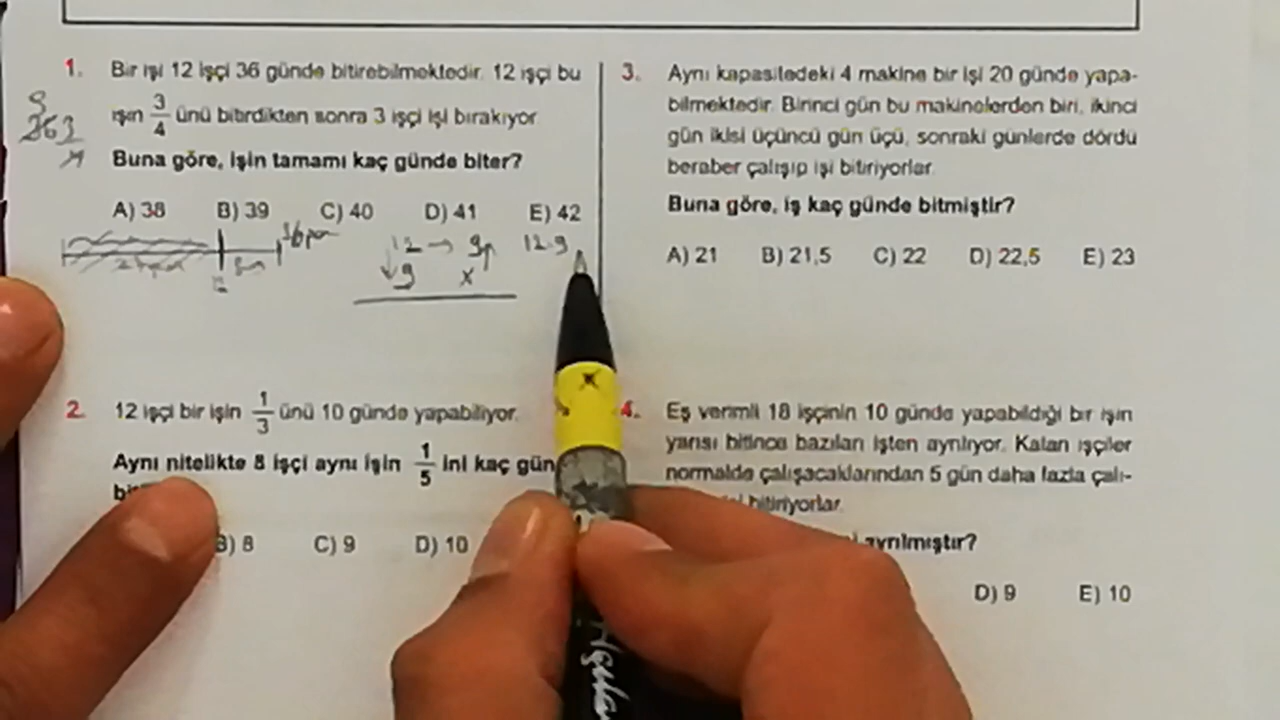 1. Bir işi 12 işçi 36 günde bitirebilmektedir. 12 işçi bu
işin 3/4 ünü bitirdikten sonra 3 işçi işi bırakıyor.
Buna göre, işin tamamı kaç günde biter?
A) 38 B) 39 C) 40 D) 41 E) 42
12 → 9 12.9
9 x
2. 12 işçi bir işin 1/3 ünü 10 günde yapabiliyor.
Aynı nitelikte 8 işçi aynı işin 1/5 ini kaç gün
B) 8 C) 9 D) 10
3. Aynı kapasitedeki 4 makine bir işi 20 günde yapa-
bilmektedir. Birinci gün bu makinelerden biri, ikinci
gün ikisi üçüncü gün üçü, sonraki günlerde dördü
beraber çalışıp işi bitiriyorlar.
Buna göre, iş kaç günde bitmiştir?
A) 21 B) 21,5 C) 22 D) 22,5 E) 23
4. Eş verimli 18 işçinin 10 günde yapabildiği bir işin
yarısı bitince bazıları işten ayrılıyor. Kalan işçiler
normalde çalışacaklarından 5 gün daha fazla çalı-
bitiriyorlar.
ayrılmıştır?
D) 9 E) 10